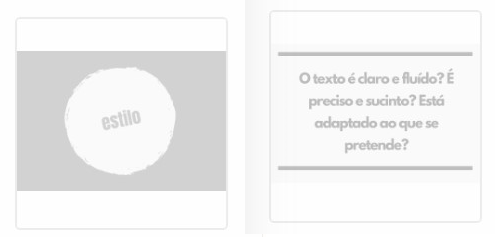 estilo
O texto é claro e fluído? É
preciso e sucinto? Está
adaptado ao que se
pretende?